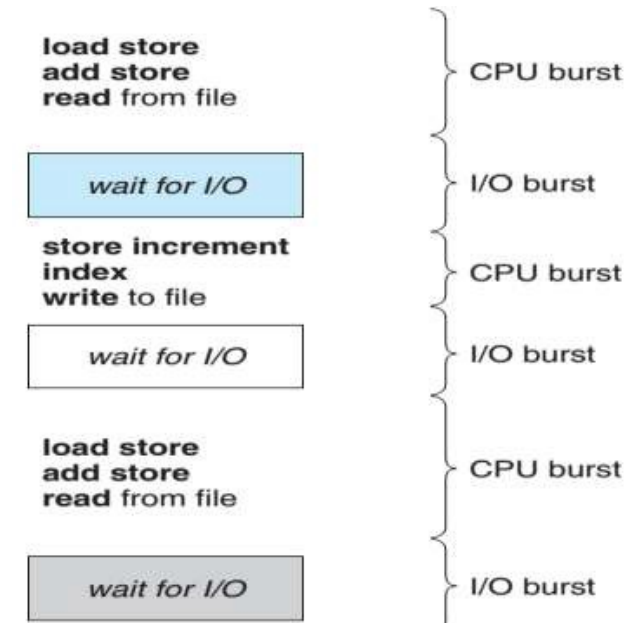 load store
add store
read from file
CPU burst
wait for I/O
I/O burst
store increment
index
write to file
CPU burst
wait for I/O
I/O burst
load store
add store
read from file
CPU burst
wait for I/O
I/O burst